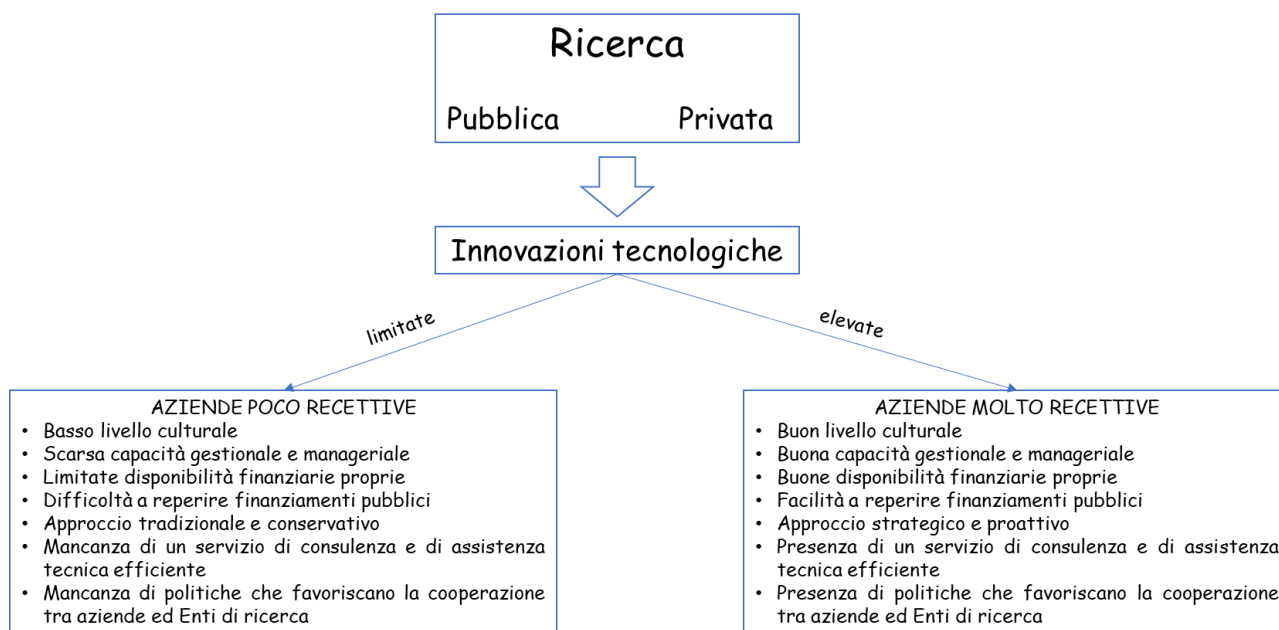 Ricerca
Pubblica Privata
Innovazioni tecnologiche
limitate
elevate
AZIENDE POCO RECETTIVE
• Basso livello culturale
• Scarsa capacità gestionale e manageriale
• Limitate disponibilità finanziarie proprie
• Difficoltà a reperire finanziamenti pubblici
• Approccio tradizionale e conservativo
• Mancanza di un servizio di consulenza e di assistenza
tecnica efficiente
• Mancanza di politiche che favoriscano la cooperazione
tra aziende ed Enti di ricerca
AZIENDE MOLTO RECETTIVE
• Buon livello culturale
• Buona capacità gestionale e manageriale
• Buone disponibilità finanziarie proprie
• Facilità a reperire finanziamenti pubblici
• Approccio strategico e proattivo
• Presenza di un servizio di consulenza e di assistenza
tecnica efficiente
• Presenza di politiche che favoriscano la cooperazione
tra aziende ed Enti di ricerca